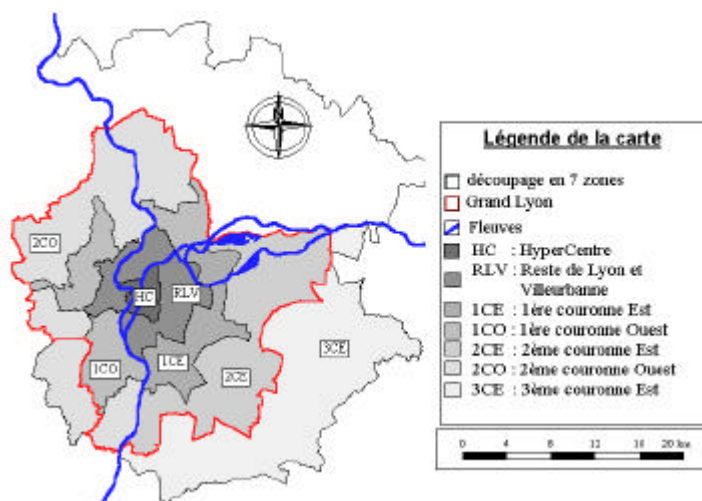 N
2CO
HC
RLV
3CE
1CO
1CE
2CE
Légende de la carte
découpage en 7 zones
Grand Lyon
Fleuves
HC : HyperCentre
RLV : Reste de Lyon et
Villeurbanne
1CE : 1ère couronne Est
1CO : 1ère couronne Ouest
2CE : 2ème couronne Est
2CO : 2ème couronne Ouest
3CE : 3ème couronne Est
0 4 8 12 16 20 km